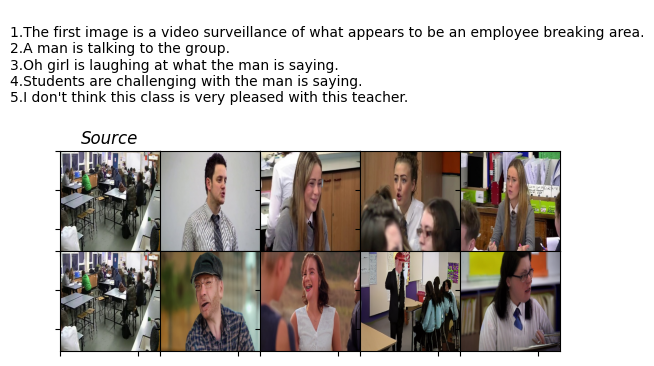 1.The first image is a video surveillance of what appears to be an employee breaking area.
2.A man is talking to the group.
3.Oh girl is laughing at what the man is saying.
4.Students are challenging with the man is saying.
5.I don't think this class is very pleased with this teacher.
Source